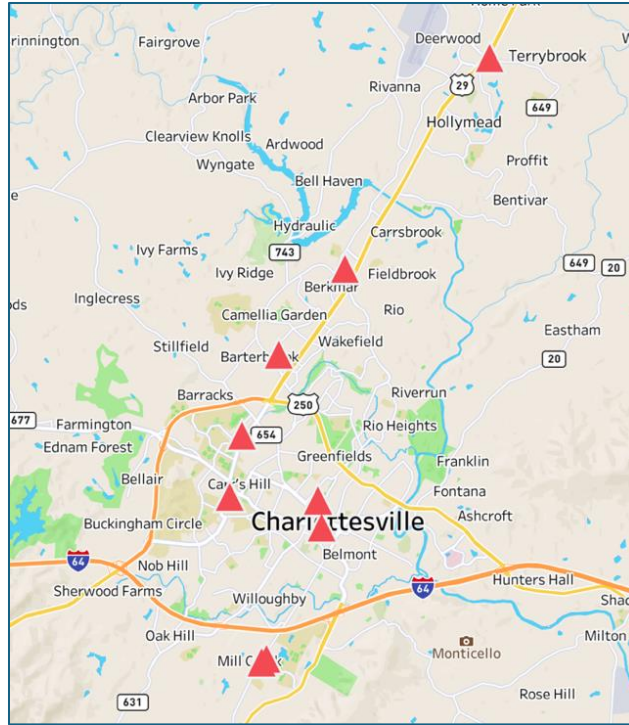 Deerwood
rinnington
Fairgrove
Terrybrook
29
Rivanna
Arbor Park
649
Hollymead
Clearview Knolls
Ardwood
Wyngate
Proffit
Bell Haven
Bentivar
Hydraulic
Carrsbrook
743
Ivy Farms
649
20
Ivy Ridge
Fieldbrook
Berkmar
Inglecress
Rio
Camellia Garden
Eastham
Stillfield
Wakefield
20
Barracks
Riverrun
250
677
Farmington
654
Rio Heights
Ednam Forest
Greenfields
Franklin
Bellair
Fontana
Buckingham Circle
Charlottesville
Ashcroft
Belmont
64
Nob Hill
Hunters Hall
64
Sherwood Farms
Willoughby
Oak Hill
Milton
Monticello
631
Rose Hill